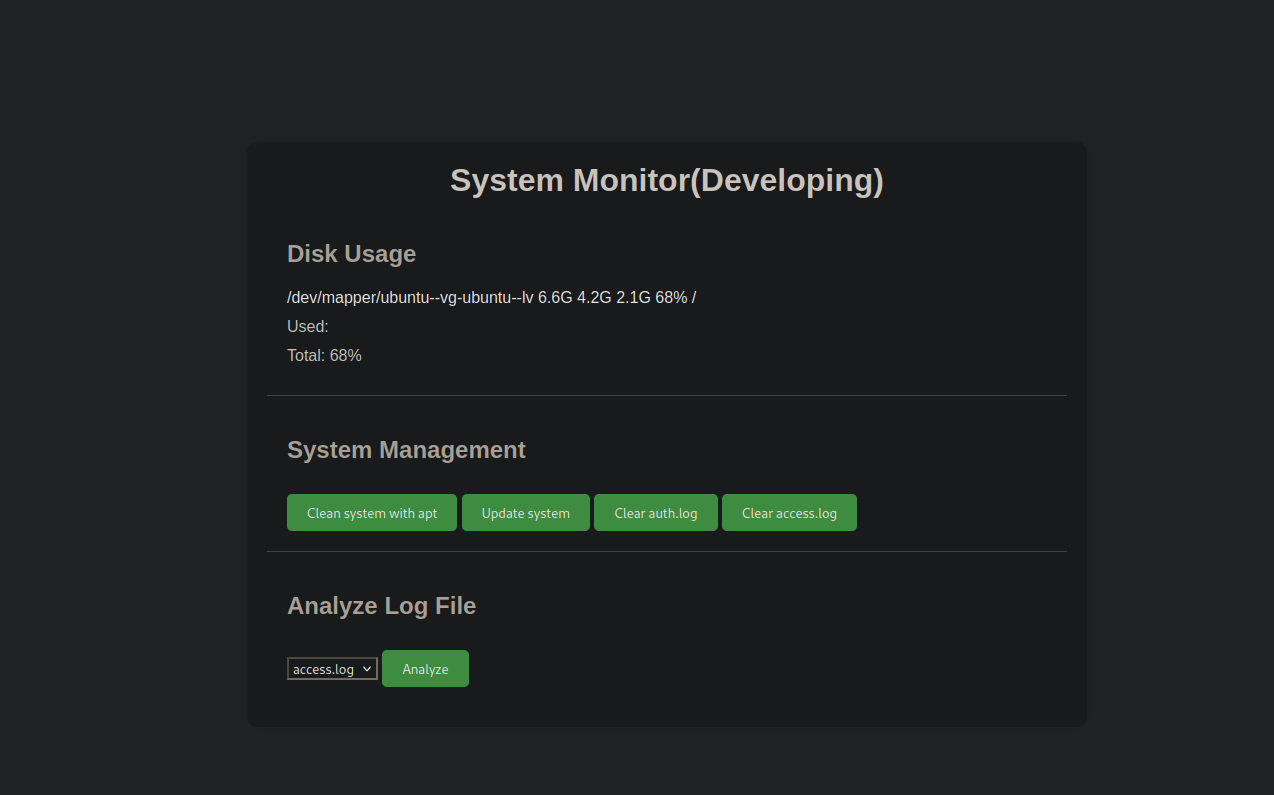 System Monitor(Developing)
Disk Usage
/dev/mapper/ubuntu--vg-ubuntu--lv 6.6G 4.2G 2.1G 68% /
Used:
Total: 68%
System Management
Clean system with apt Update system Clear auth.log Clear access.log
Analyze Log File
access.log Analyze